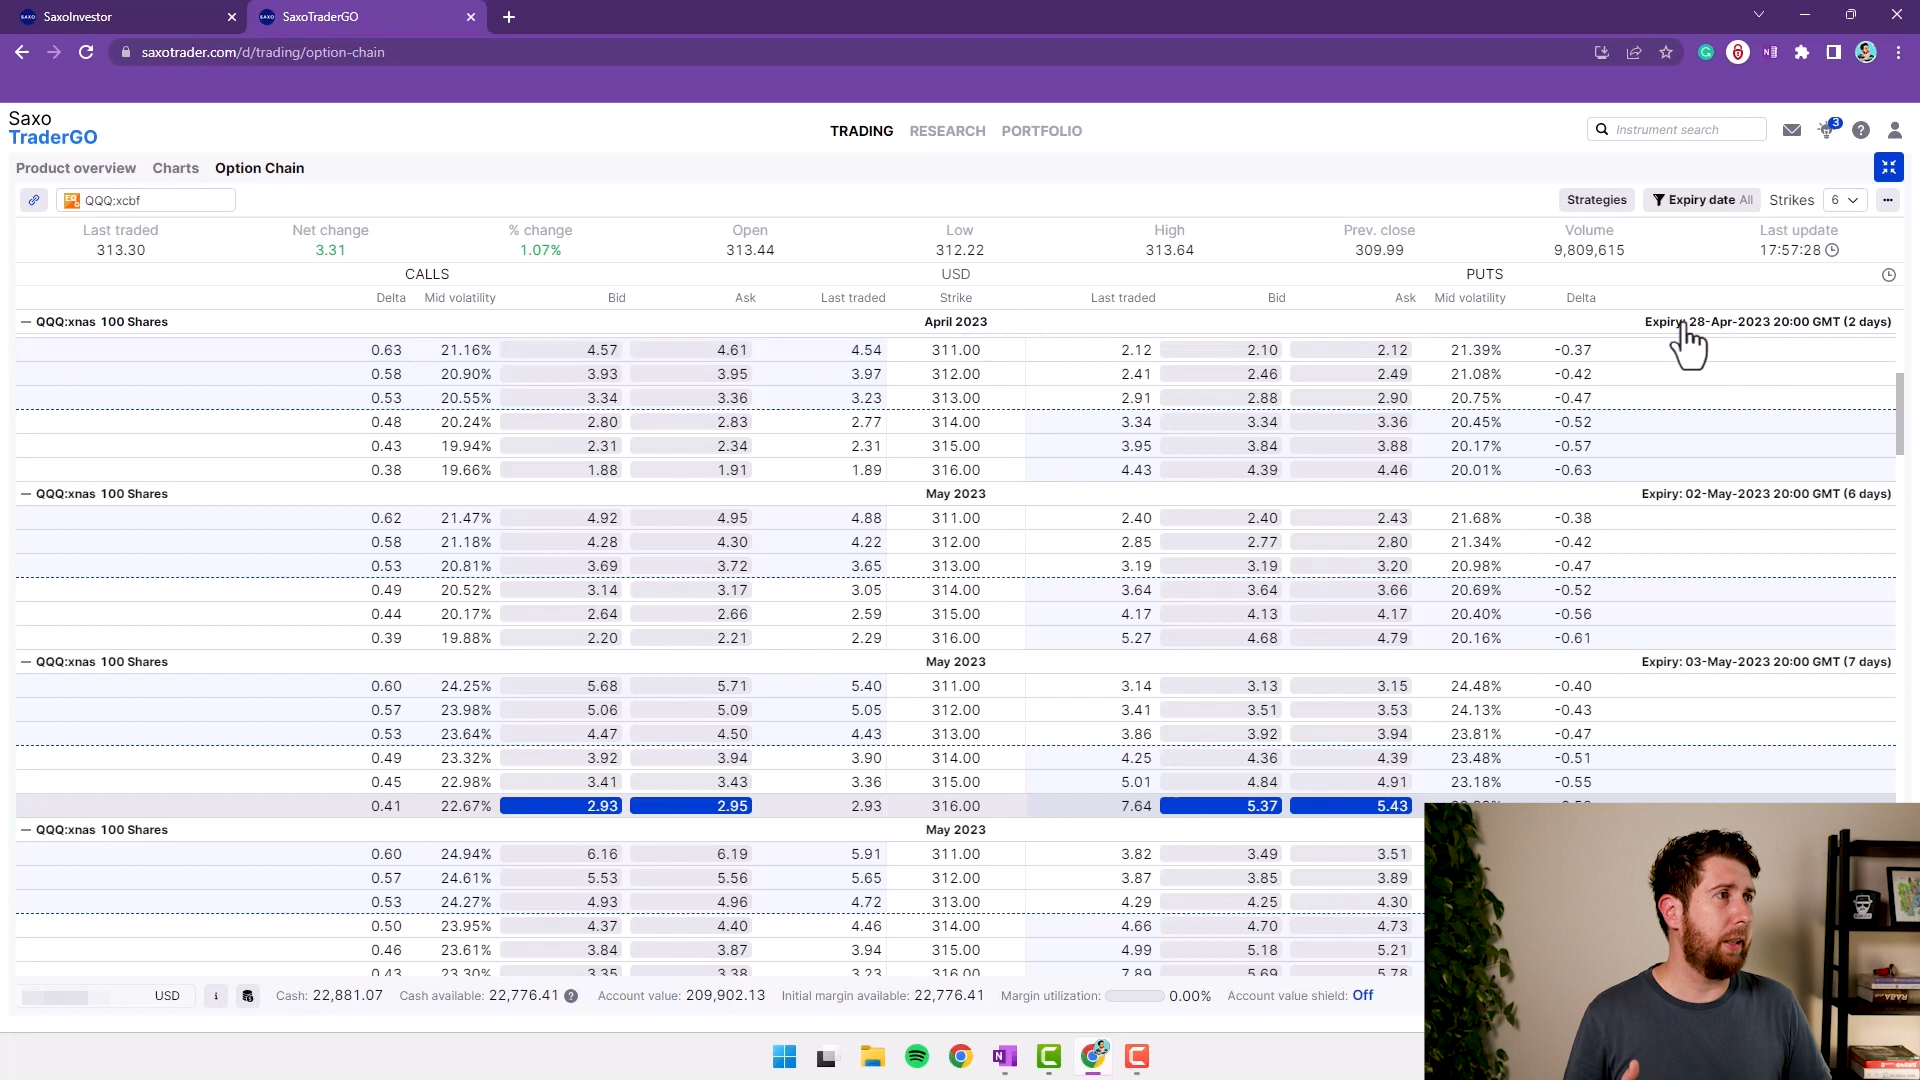 SaxoInvestor
SaxoTraderGO
saxotrader.com/d/trading/option-chain
Saxo
TraderGO
TRADING RESEARCH PORTFOLIO
Instrument search
3
Product overview Charts Option Chain
QQQ:xcbf
Strategies Expiry date All Strikes 6
Last traded Net change % change Open Low High Prev. close Volume Last update
313.30 3.31 1.07% 313.44 312.22 313.64 309.99 9,809,615 17:57:28
CALLS USD PUTS
Delta Mid volatility Bid Ask Last traded Strike Last traded Bid Ask Mid volatility Delta
QQQ:xnas 100 Shares April 2023 Expiry: 28-Apr-2023 20:00 GMT (2 days)
0.63 21.16% 4.57 4.61 4.54 311.00 2.12 2.10 2.12 21.39% -0.37
0.58 20.90% 3.93 3.95 3.97 312.00 2.41 2.46 2.49 21.08% -0.42
0.53 20.55% 3.34 3.36 3.23 313.00 2.91 2.88 2.90 20.75% -0.47
0.48 20.24% 2.80 2.83 2.77 314.00 3.34 3.34 3.36 20.45% -0.52
0.43 19.94% 2.31 2.34 2.31 315.00 3.95 3.84 3.88 20.17% -0.57
0.38 19.66% 1.88 1.91 1.89 316.00 4.43 4.39 4.46 20.01% -0.63
QQQ:xnas 100 Shares May 2023 Expiry: 02-May-2023 20:00 GMT (6 days)
0.62 21.47% 4.92 4.95 4.88 311.00 2.40 2.40 2.43 21.68% -0.38
0.58 21.18% 4.28 4.30 4.22 312.00 2.85 2.77 2.80 21.34% -0.42
0.53 20.81% 3.69 3.72 3.65 313.00 3.19 3.19 3.20 20.98% -0.47
0.49 20.52% 3.14 3.17 3.05 314.00 3.64 3.64 3.66 20.69% -0.52
0.44 20.17% 2.64 2.66 2.59 315.00 4.17 4.13 4.17 20.40% -0.56
0.39 19.88% 2.20 2.21 2.29 316.00 5.27 4.68 4.79 20.16% -0.61
QQQ:xnas 100 Shares May 2023 Expiry: 03-May-2023 20:00 GMT (7 days)
0.60 24.25% 5.68 5.71 5.40 311.00 3.14 3.13 3.15 24.48% -0.40
0.57 23.98% 5.06 5.09 5.05 312.00 3.41 3.51 3.53 24.13% -0.43
0.53 23.64% 4.47 4.50 4.43 313.00 3.86 3.92 3.94 23.81% -0.47
0.49 23.32% 3.92 3.94 3.90 314.00 4.25 4.36 4.39 23.48% -0.51
0.45 22.98% 3.41 3.43 3.36 315.00 5.01 4.84 4.91 23.18% -0.55
0.41 22.67% 2.93 2.95 2.93 316.00 7.64 5.37 5.43
QQQ:xnas 100 Shares May 2023
0.60 24.94% 6.16 6.19 5.91 311.00 3.82 3.49 3.51
0.57 24.61% 5.53 5.56 5.65 312.00 3.87 3.85 3.89
0.53 24.27% 4.93 4.96 4.72 313.00 4.29 4.25 4.30
0.50 23.95% 4.37 4.40 4.46 314.00 4.66 4.70 4.73
0.46 23.61% 3.84 3.87 3.94 315.00 4.99 5.18 5.21
0.43 23.30% 3.35 3.38 3.23 316.00 7.89 5.69 5.78
USD Cash: 22,881.07 Cash available: 22,776.41 Account value: 209,902.13 Initial margin available: 22,776.41 Margin utilization: 0.00% Account value shield: Off